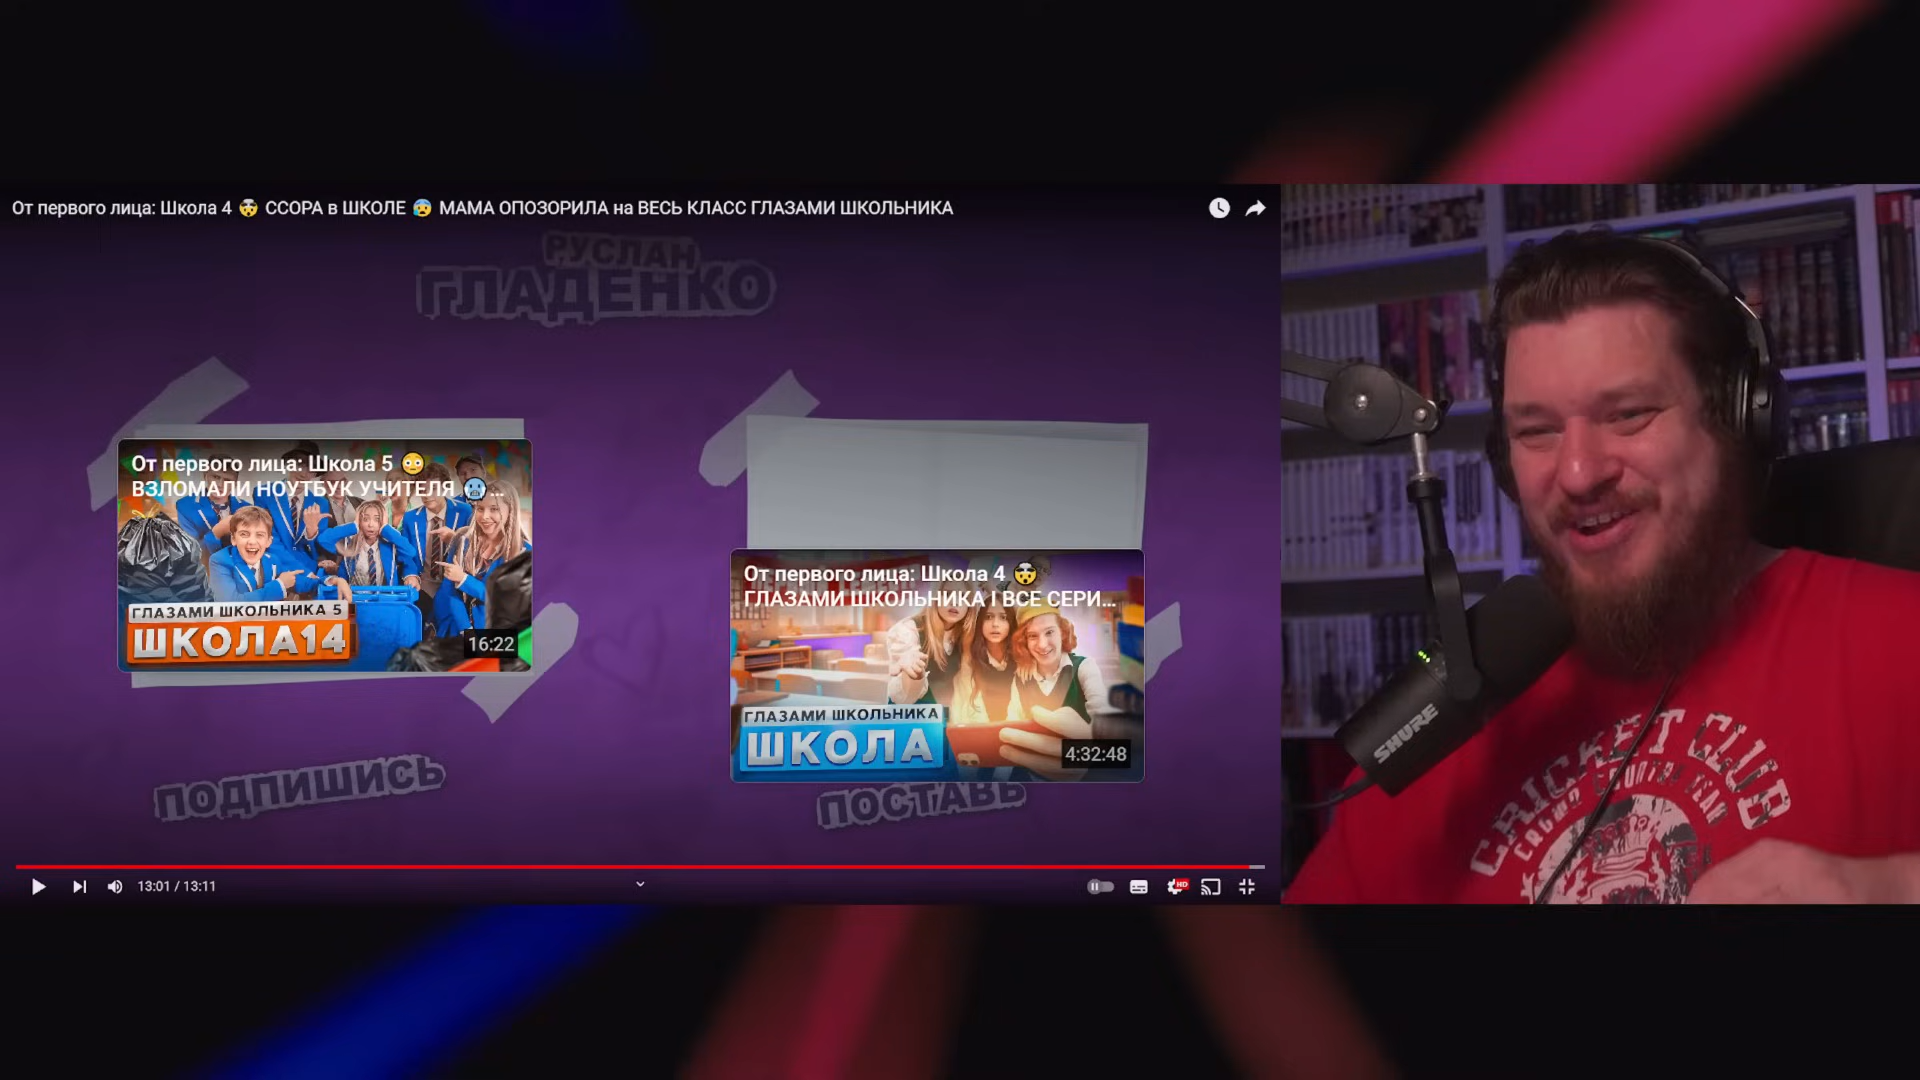 От первого лица: Школа 4 🤯 ССОРА в ШКОЛЕ 😰 МАМА ОПОЗОРИЛА на ВЕСЬ КЛАСС ГЛАЗАМИ ШКОЛЬНИКА
РУСЛАН
ГЛАДЕНКО
От первого лица: Школа 5 😳
ВЗЛОМАЛИ НОУТБУК УЧИТЕЛЯ 🥶...
ГЛАЗАМИ ШКОЛЬНИКА 5
ШКОЛА14
16:22
От первого лица: Школа 4 🤯
ГЛАЗАМИ ШКОЛЬНИКА I ВСЕ СЕРИ...
ГЛАЗАМИ ШКОЛЬНИКА
ШКОЛА
4:32:48
ПОДПИШИСЬ
ПОСТАВЬ
13:01 / 13:11
HD
SHURE
CRICKET CLUB
COUNTRY